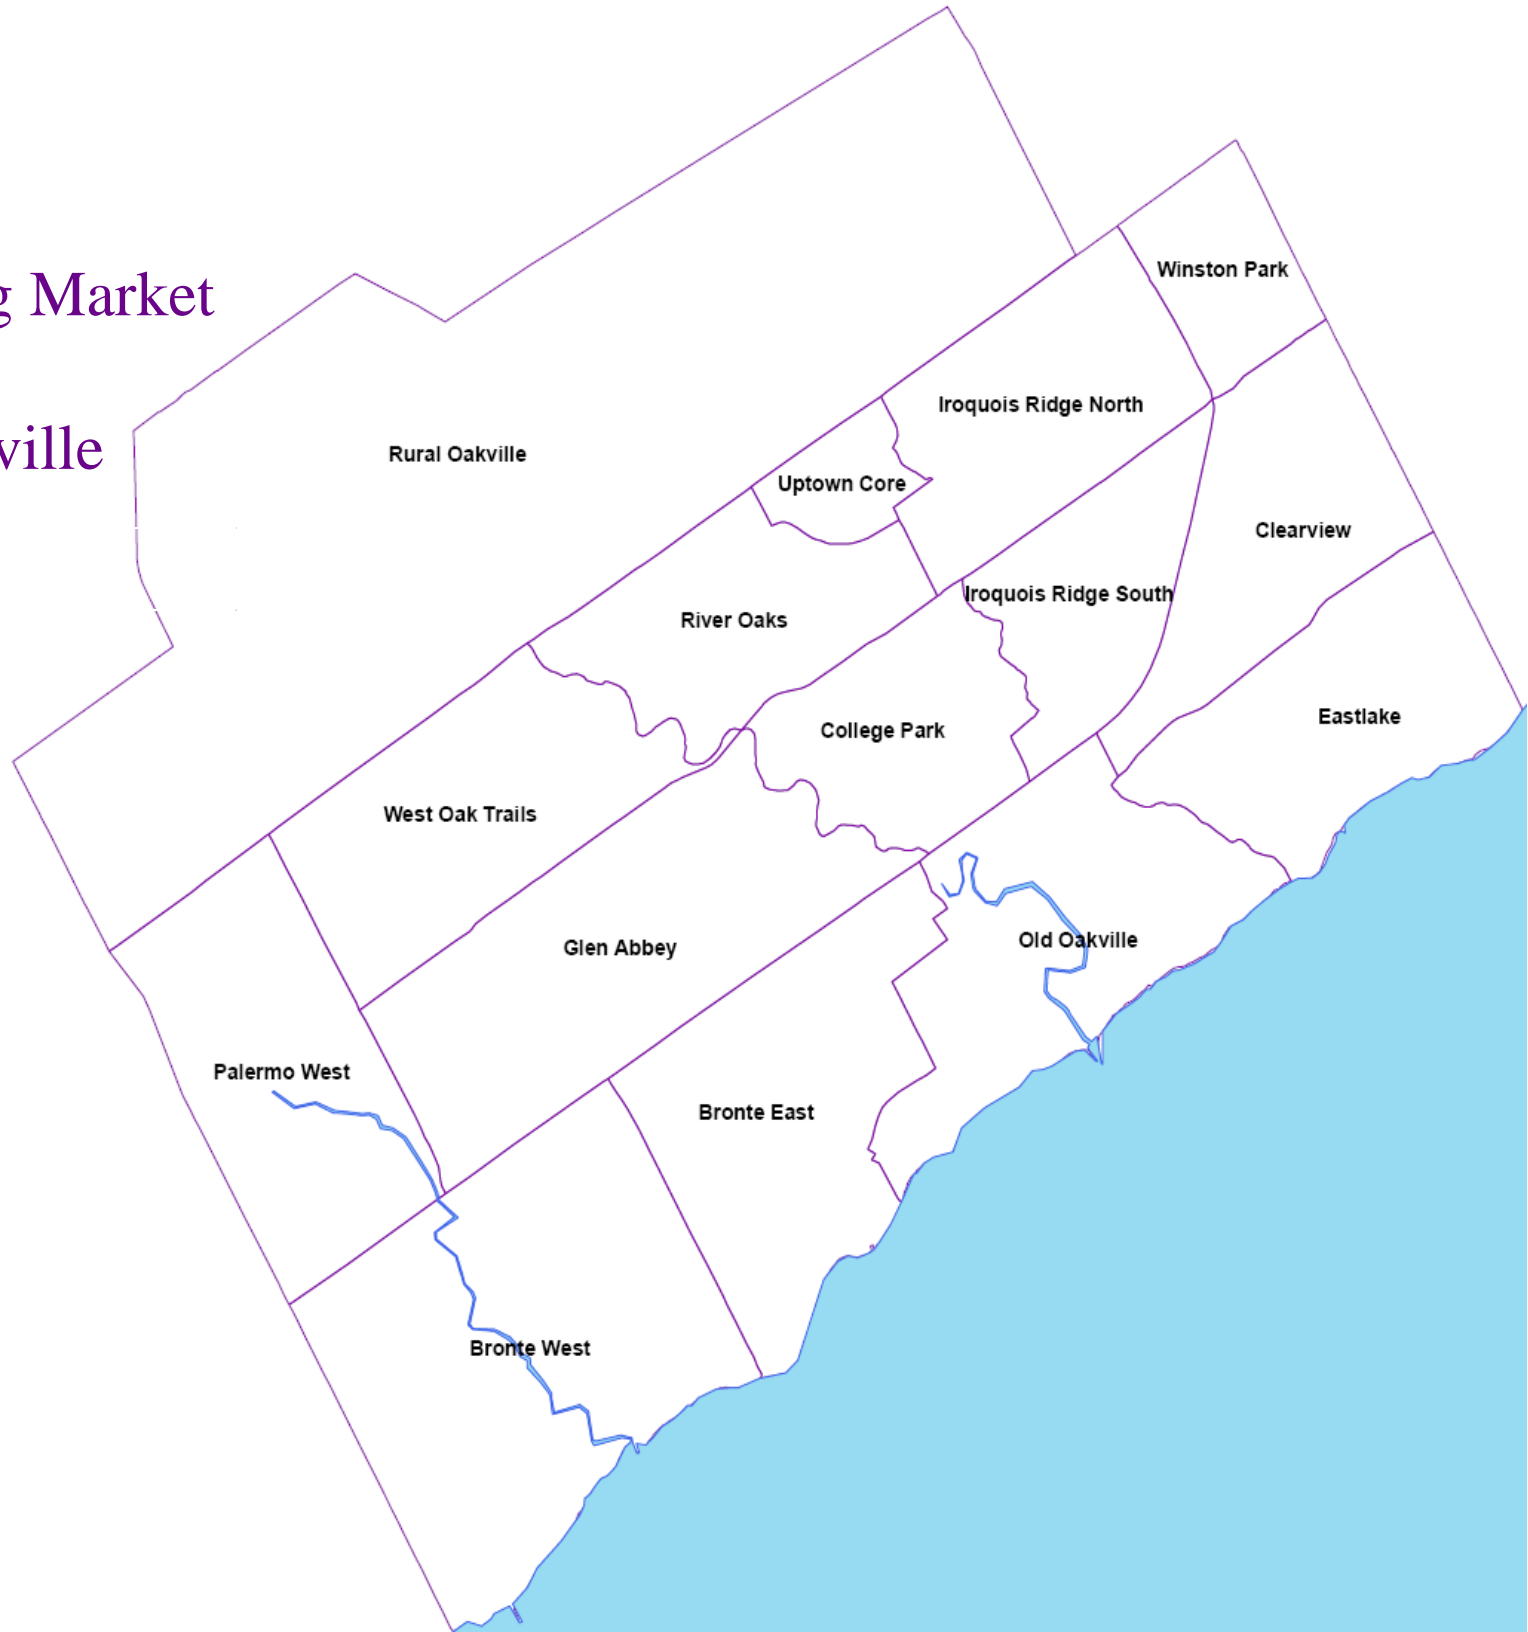 Winston Park
g Market
Iroquois Ridge North
ville
Rural Oakville
Uptown Core
Clearview
Iroquois Ridge South
River Oaks
Eastlake
College Park
West Oak Trails
Old Oakville
Glen Abbey
Palermo West
Bronte East
Bronte West